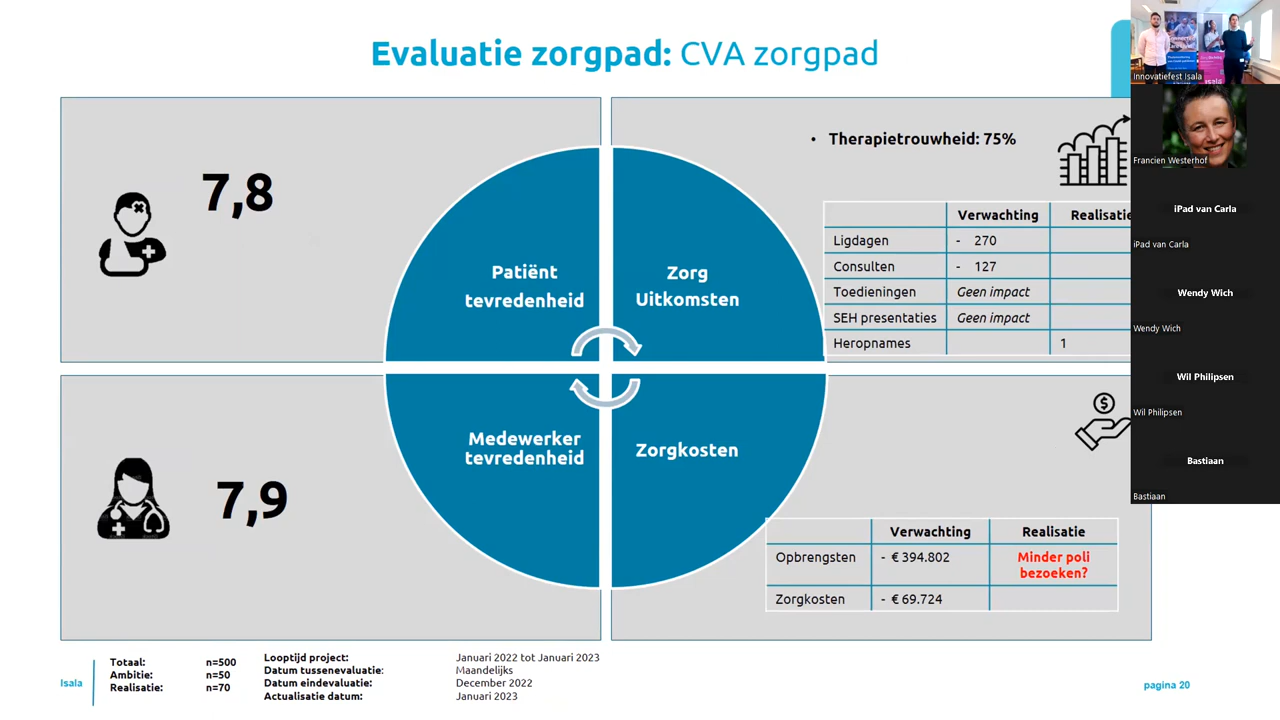 Evaluatie zorgpad: CVA zorgpad
7,8
Patiënt
tevredenheid
Zorg
Uitkomsten
• Therapietrouwheid: 75%
Verwachting Realisatie
Ligdagen - 270
Consulten - 127
Toedieningen Geen impact
SEH presentaties Geen impact
Heropnames 1
7,9
Medewerker
tevredenheid
Zorgkosten
Verwachting Realisatie
Opbrengsten - € 394.802 Minder poli
bezoeken?
Zorgkosten - € 69.724
Isala
Totaal: n=500
Ambitie: n=50
Realisatie: n=70
Looptijd project: Januari 2022 tot Januari 2023
Datum tussenevaluatie: Maandelijks
Datum eindevaluatie: December 2022
Actualisatie datum: Januari 2023
pagina 20
Innovatiefest Isala
Francien Westerhof
iPad van Carla
iPad van Carla
Wendy Wich
Wendy Wich
Wil Philipsen
Wil Philipsen
Bastiaan
Bastiaan